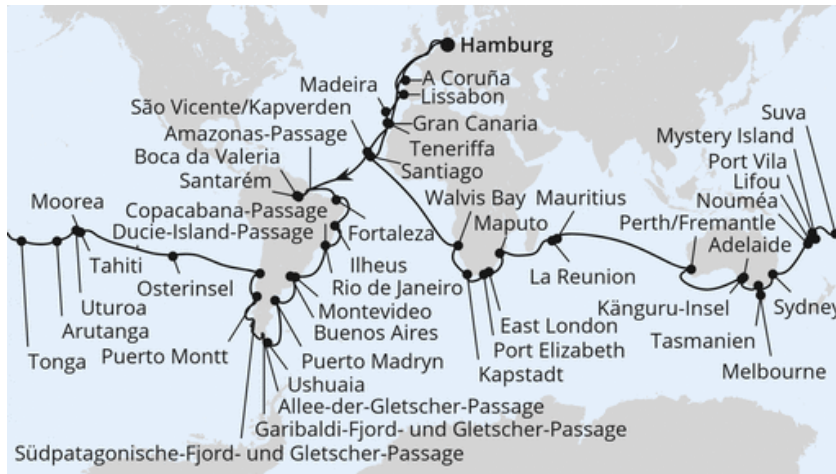 Hamburg
A Coruña
Madeira
Lissabon
São Vicente/Kapverden
Gran Canaria
Amazonas-Passage
Teneriffa
Boca da Valeria
Santiago
Santarém
Suva
Mystery Island
Port Vila
Lifou
Nouméa
Moorea
Walvis Bay
Mauritius
Copacabana-Passage
Maputo
Perth/Fremantle
Ducie-Island-Passage
Fortaleza
Adelaide
Tahiti
Ilheus
La Reunion
Osterinsel
Rio de Janeiro
Uturoa
Montevideo
Känguru-Insel
Sydney
Arutanga
Buenos Aires
East London
Tasmanien
Tonga
Puerto Montt
Puerto Madryn
Port Elizabeth
Kapstadt
Melbourne
Ushuaia
Allee-der-Gletscher-Passage
Garibaldi-Fjord- und Gletscher-Passage
Südpatagonische-Fjord- und Gletscher-Passage